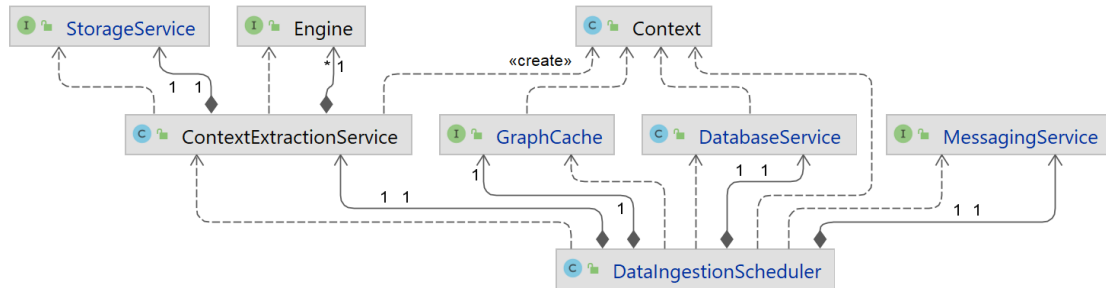 I StorageService
I Engine
C Context
«create»
* 1
1 1
C ContextExtractionService
I GraphCache
C DatabaseService
I MessagingService
1
1 1
1 1
1
1 1
C DataIngestionScheduler